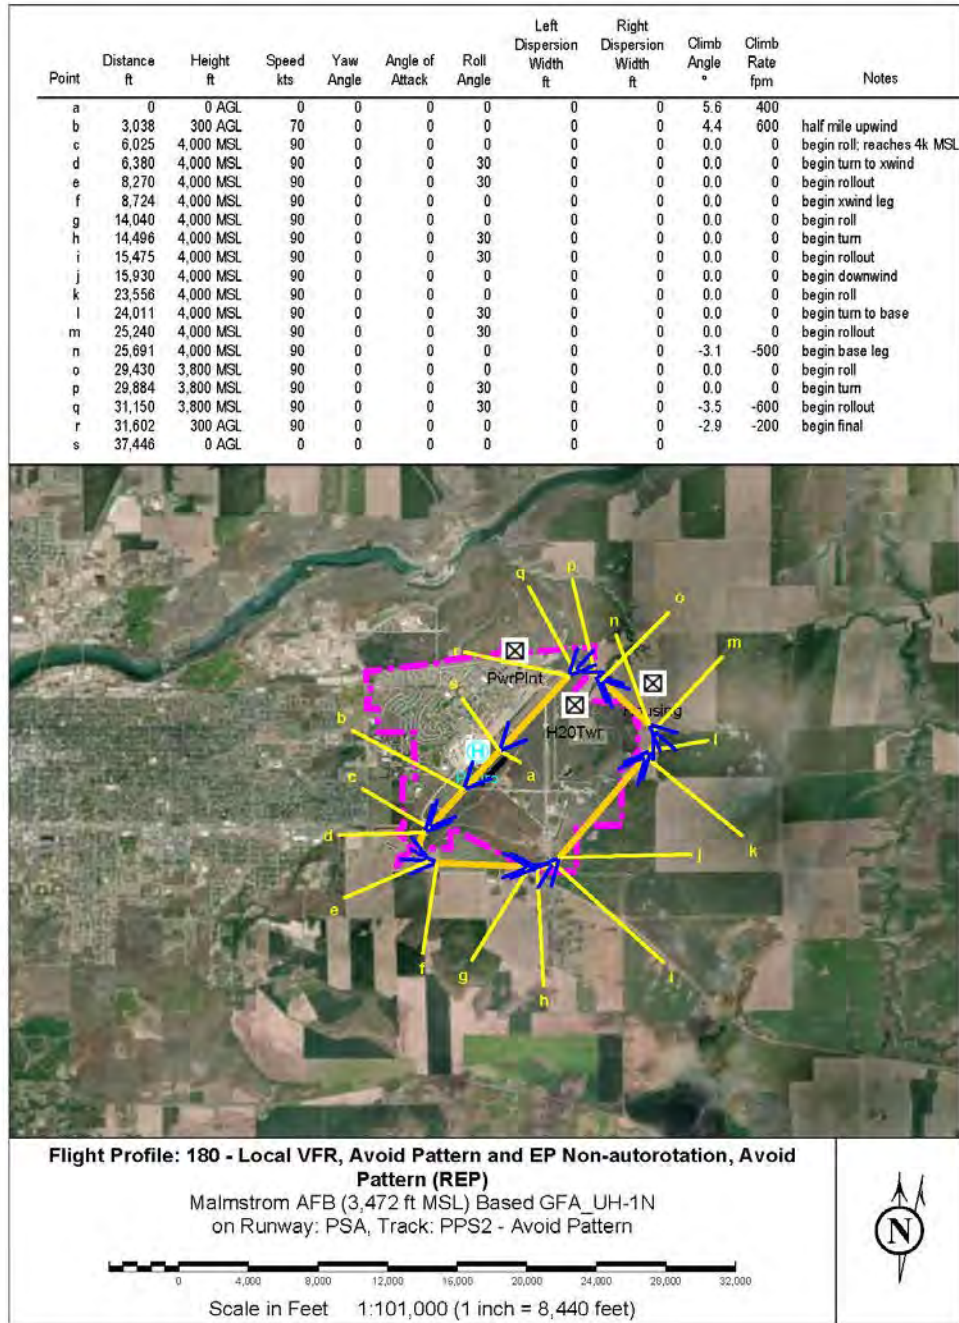 Left Right
Dispersion Dispersion Climb Climb
Distance Height Speed Yaw Angle of Roll Width Width Angle Rate
Point ft ft kts Angle Attack Angle ft ft ° fpm Notes
a 0 0 AGL 0 0 0 0 0 0 5.6 400
b 3,038 300 AGL 70 0 0 0 0 0 4.4 600 half mile upwind
c 6,025 4,000 MSL 90 0 0 0 0 0 0.0 0 begin roll; reaches 4k MSL
d 6,380 4,000 MSL 90 0 0 30 0 0 0.0 0 begin turn to xwind
e 8,270 4,000 MSL 90 0 0 30 0 0 0.0 0 begin rollout
f 8,724 4,000 MSL 90 0 0 0 0 0 0.0 0 begin xwind leg
g 14,040 4,000 MSL 90 0 0 0 0 0 0.0 0 begin roll
h 14,496 4,000 MSL 90 0 0 30 0 0 0.0 0 begin turn
i 15,475 4,000 MSL 90 0 0 30 0 0 0.0 0 begin rollout
j 15,930 4,000 MSL 90 0 0 0 0 0 0.0 0 begin downwind
k 23,556 4,000 MSL 90 0 0 0 0 0 0.0 0 begin roll
l 24,011 4,000 MSL 90 0 0 30 0 0 0.0 0 begin turn to base
m 25,240 4,000 MSL 90 0 0 30 0 0 0.0 0 begin rollout
n 25,691 4,000 MSL 90 0 0 0 0 0 -3.1 -500 begin base leg
o 29,430 3,800 MSL 90 0 0 0 0 0 0.0 0 begin roll
p 29,884 3,800 MSL 90 0 0 30 0 0 0.0 0 begin turn
q 31,150 3,800 MSL 90 0 0 30 0 0 -3.5 -600 begin rollout
r 31,602 300 AGL 90 0 0 0 0 0 -2.9 -200 begin final
s 37,446 0 AGL 0 0 0 0 0 0
q p
o
n
m
r
PwrPlnt
s
Housing
H20Twr
b
l
H
a
c
d
j
k
e
f
g
i
h
Flight Profile: 180 - Local VFR, Avoid Pattern and EP Non-autorotation, Avoid
Pattern (REP)
Malmstrom AFB (3,472 ft MSL) Based GFA_UH-1N
on Runway: PSA, Track: PPS2 - Avoid Pattern
N
0 4,000 8,000 12,000 16,000 20,000 24,000 28,000 32,000
Scale in Feet 1:101,000 (1 inch = 8,440 feet)